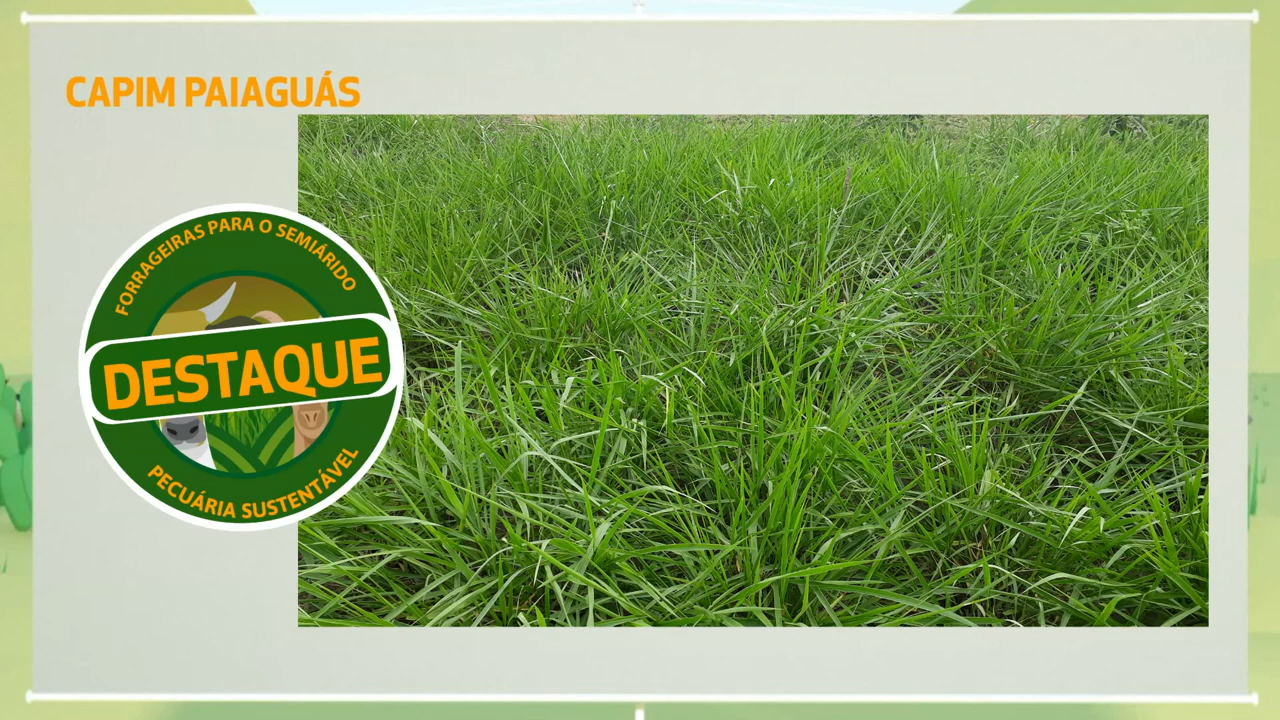 CAPIM PAIAGUÁS
FORRAGEIRAS PARA O SEMIÁRIDO
DESTAQUE
PECUÁRIA SUSTENTÁVEL